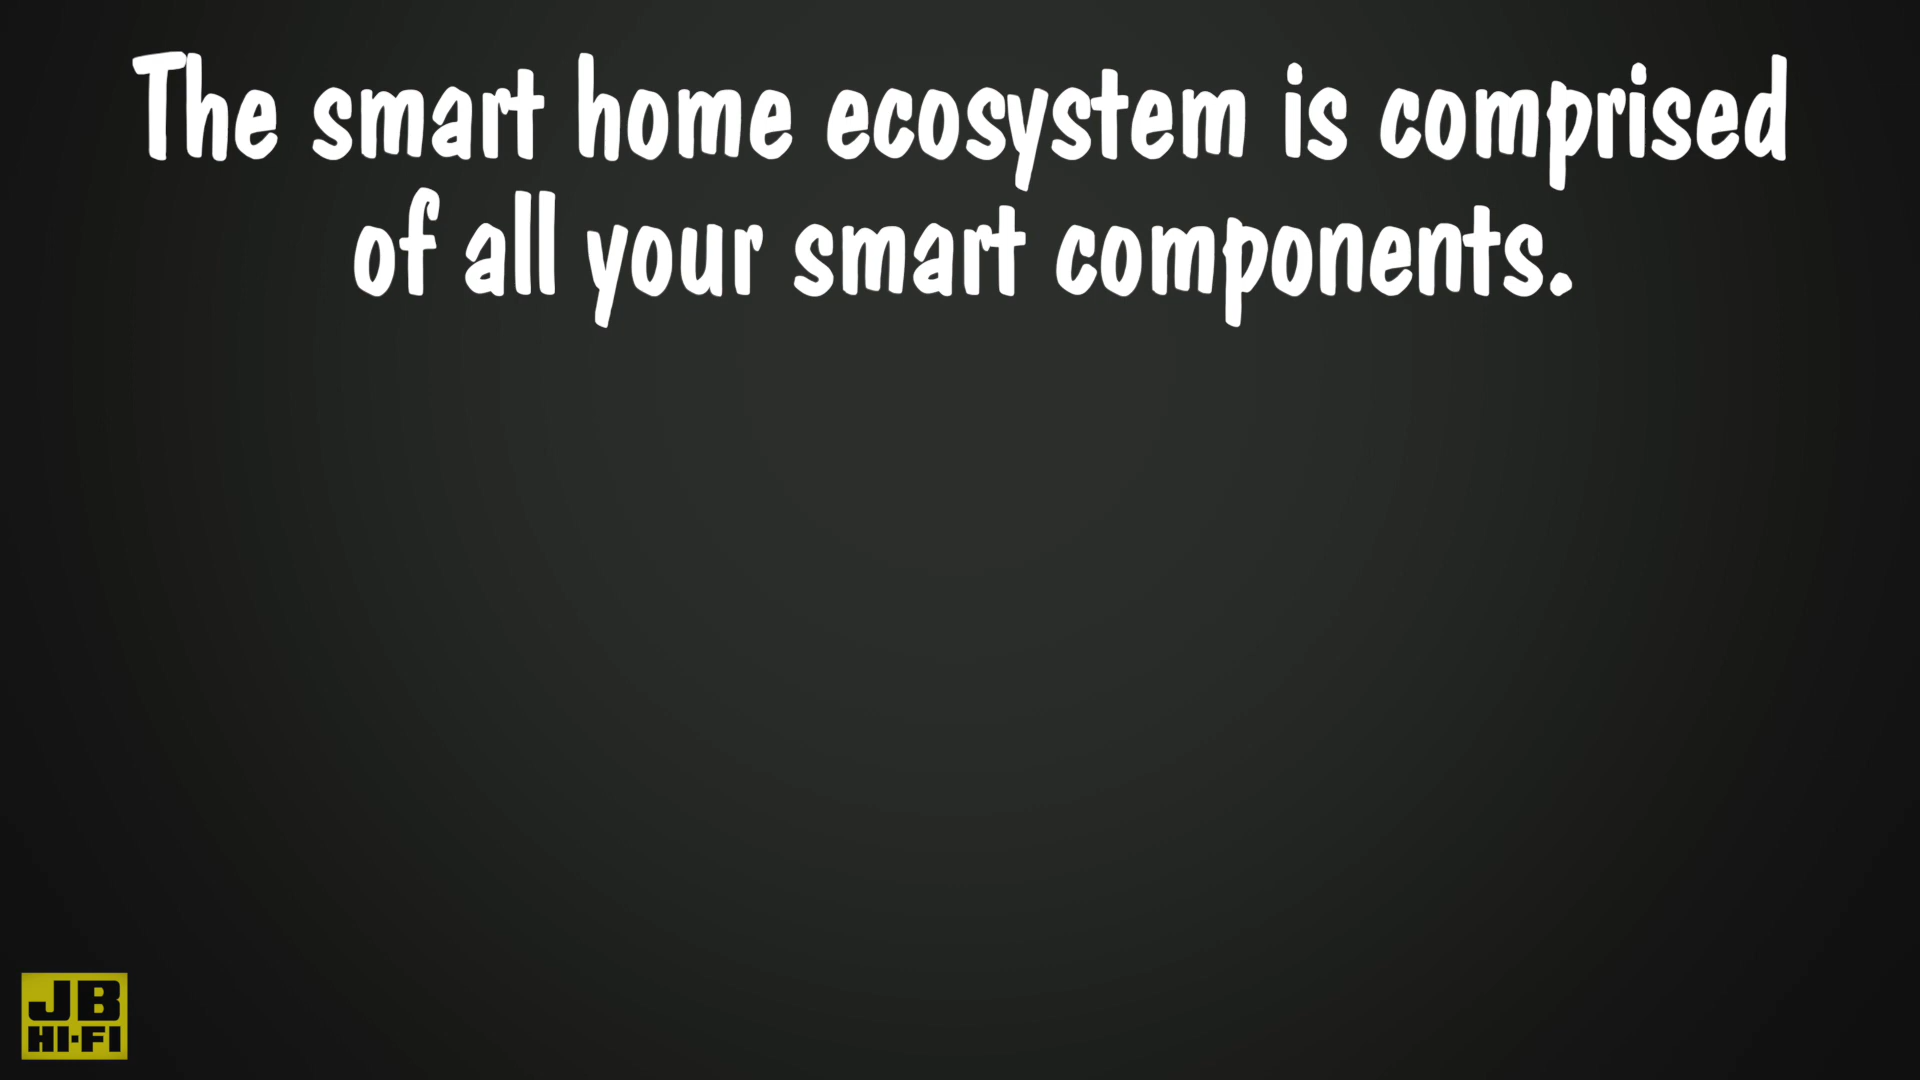 The smart home ecosystem is comprised
of all your smart components.
JB
HI-FI